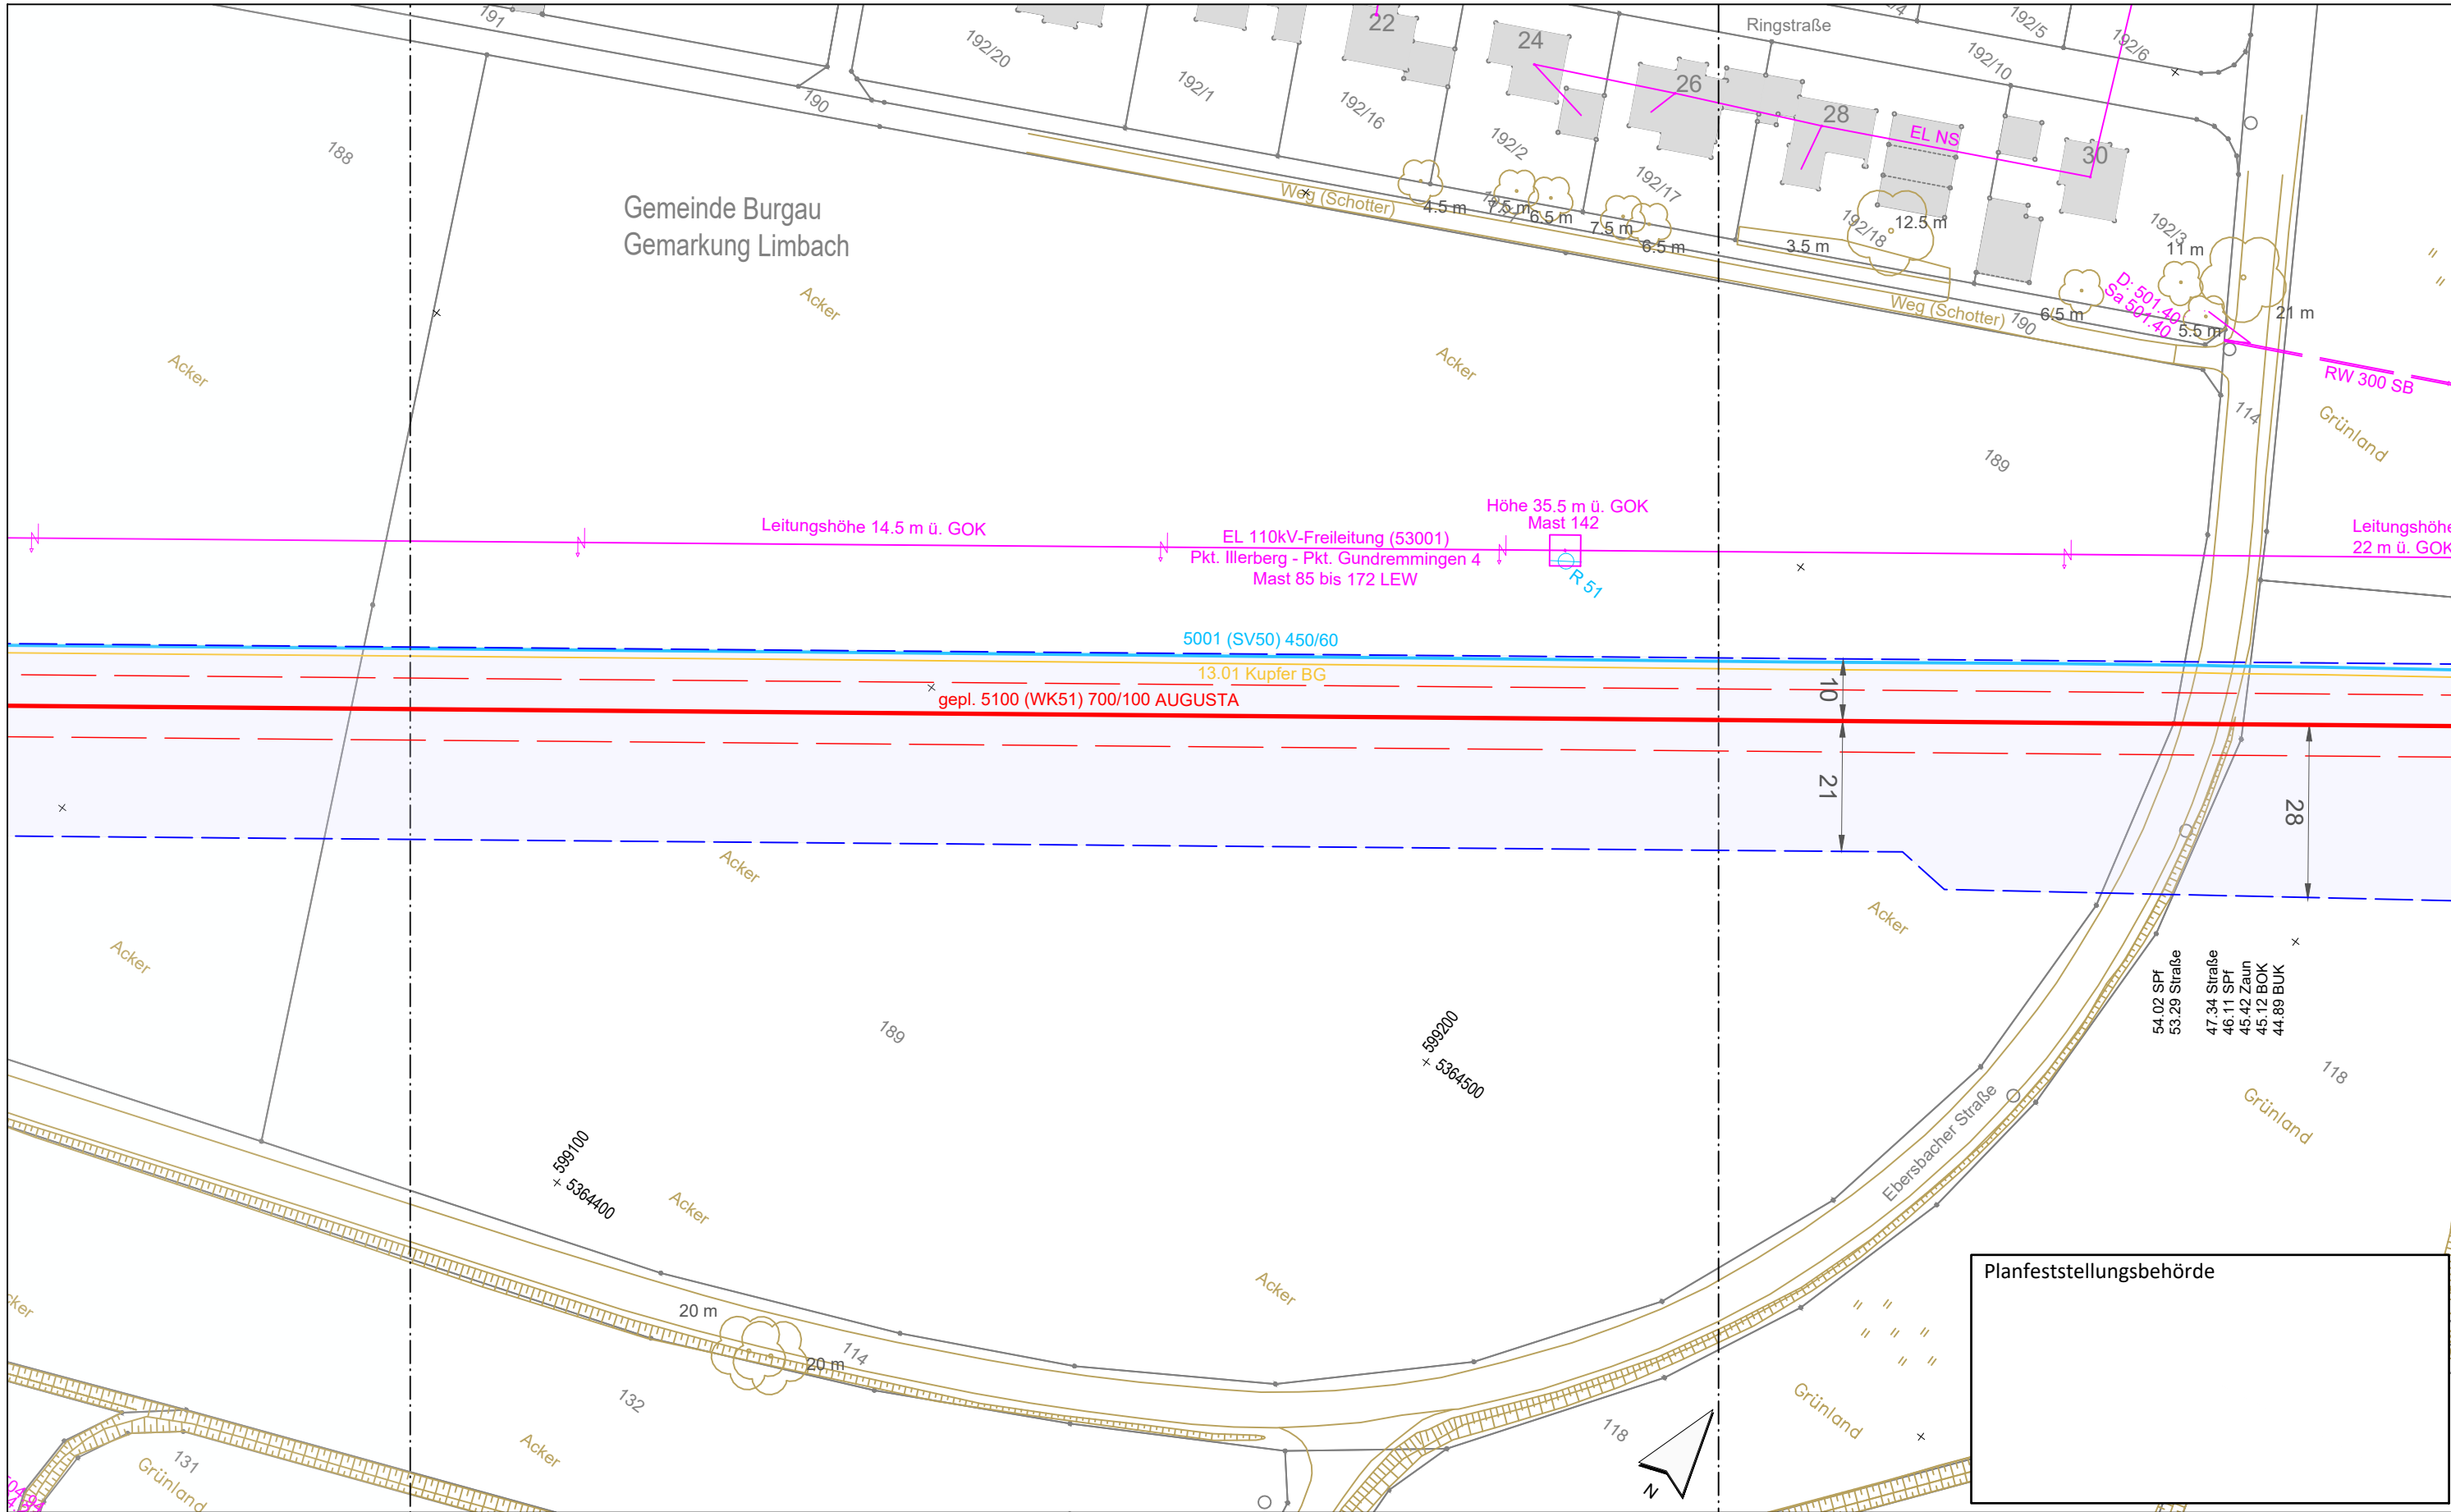 191
192/20
22
24
Ringstraße
192/5
192/6
192/10
26
28
EL NS
30
190
192/1
192/16
192/2
192/17
192/18
192/3
188
Gemeinde Burgau
Gemarkung Limbach
Weg (Schotter)
4.5 m
7.5 m
6.5 m
7.5 m
6.5 m
3.5 m
12.5 m
11 m
D: 501.40
Sa 501.40
21 m
6.5 m
5.5 m
Weg (Schotter)
190
RW 300 SB
114
Grünland
Acker
Acker
Acker
189
Höhe 35.5 m ü. GOK
Mast 142
Leitungshöhe 14.5 m ü. GOK
EL 110kV-Freileitung (53001)
Pkt. Illerberg - Pkt. Gundremmingen 4
Mast 85 bis 172 LEW
R 51
Leitungshöhe
22 m ü. GOK
5001 (SV50) 450/60
13.01 Kupfer BG
gepl. 5100 (WK51) 700/100 AUGUSTA
10
21
28
Acker
Acker
Acker
189
599200
5364500
54.02 SPf
53.29 Straße
47.34 Straße
46.11 SPf
45.42 Zaun
45.12 BOK
44.89 BUK
118
Grünland
Ebersbacher Straße
599100
5364400
Acker
Acker
20 m
20 m
114
132
Acker
131
Grünland
118
Grünland
N
Planfeststellungsbehörde